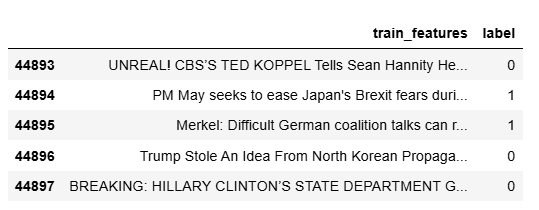 train_features label
44893 UNREAL! CBS’S TED KOPPEL Tells Sean Hannity He... 0
44894 PM May seeks to ease Japan's Brexit fears duri... 1
44895 Merkel: Difficult German coalition talks can r... 1
44896 Trump Stole An Idea From North Korean Propaga... 0
44897 BREAKING: HILLARY CLINTON’S STATE DEPARTMENT G... 0